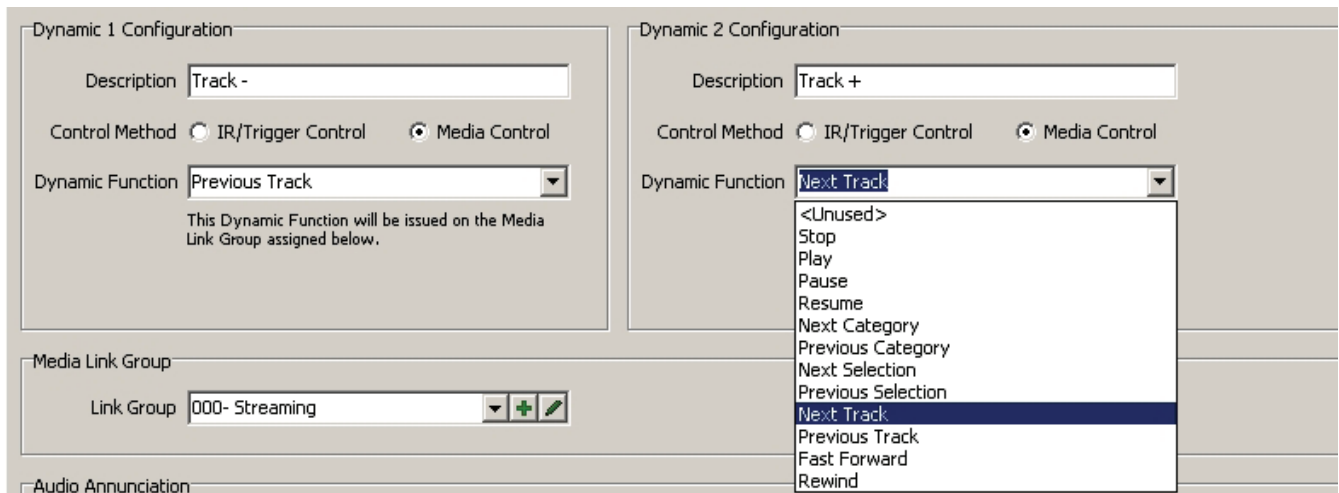 Dynamic 1 Configuration
Description Track -
Control Method IR/Trigger Control Media Control
Dynamic Function Previous Track
This Dynamic Function will be issued on the Media
Link Group assigned below.
Dynamic 2 Configuration
Description Track +
Control Method IR/Trigger Control Media Control
Dynamic Function Next Track
<Unused>
Stop
Play
Pause
Resume
Next Category
Previous Category
Next Selection
Previous Selection
Next Track
Previous Track
Fast Forward
Rewind
Media Link Group
Link Group 000- Streaming
Audio Annunciation